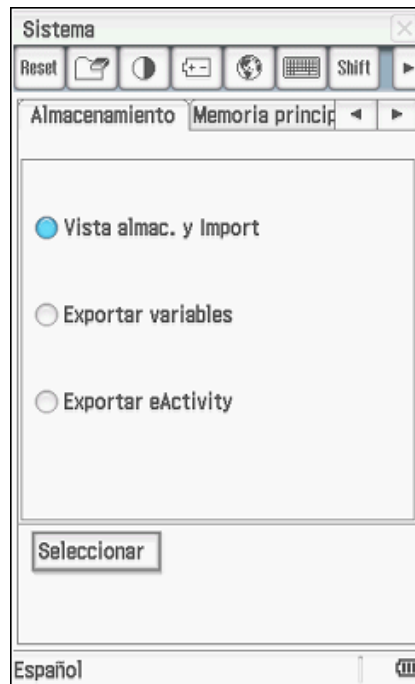 Sistema
Reset Shift
Almacenamiento Memoria princip
Vista almac. y Import
Exportar variables
Exportar eActivity
Seleccionar
Español